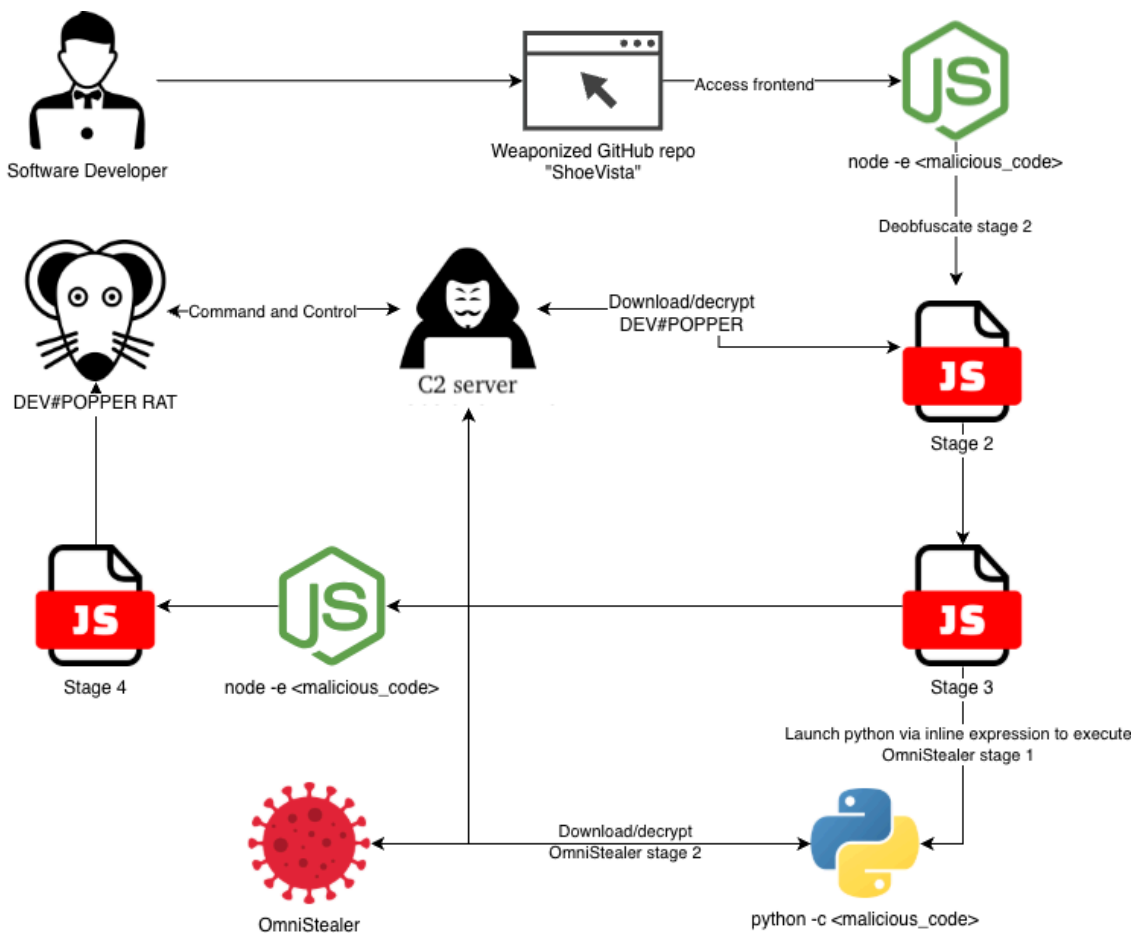 Software Developer
Weaponized GitHub repo
"ShoeVista"
Access frontend
JS
node -e <malicious_code>
Deobfuscate stage 2
Command and Control
DEV#POPPER RAT
C2 server
Download/decrypt
DEV#POPPER
JS
Stage 2
JS
Stage 4
JS
node -e <malicious_code>
JS
Stage 3
Launch python via inline expression to execute
OmniStealer stage 1
OmniStealer
Download/decrypt
OmniStealer stage 2
python -c <malicious_code>